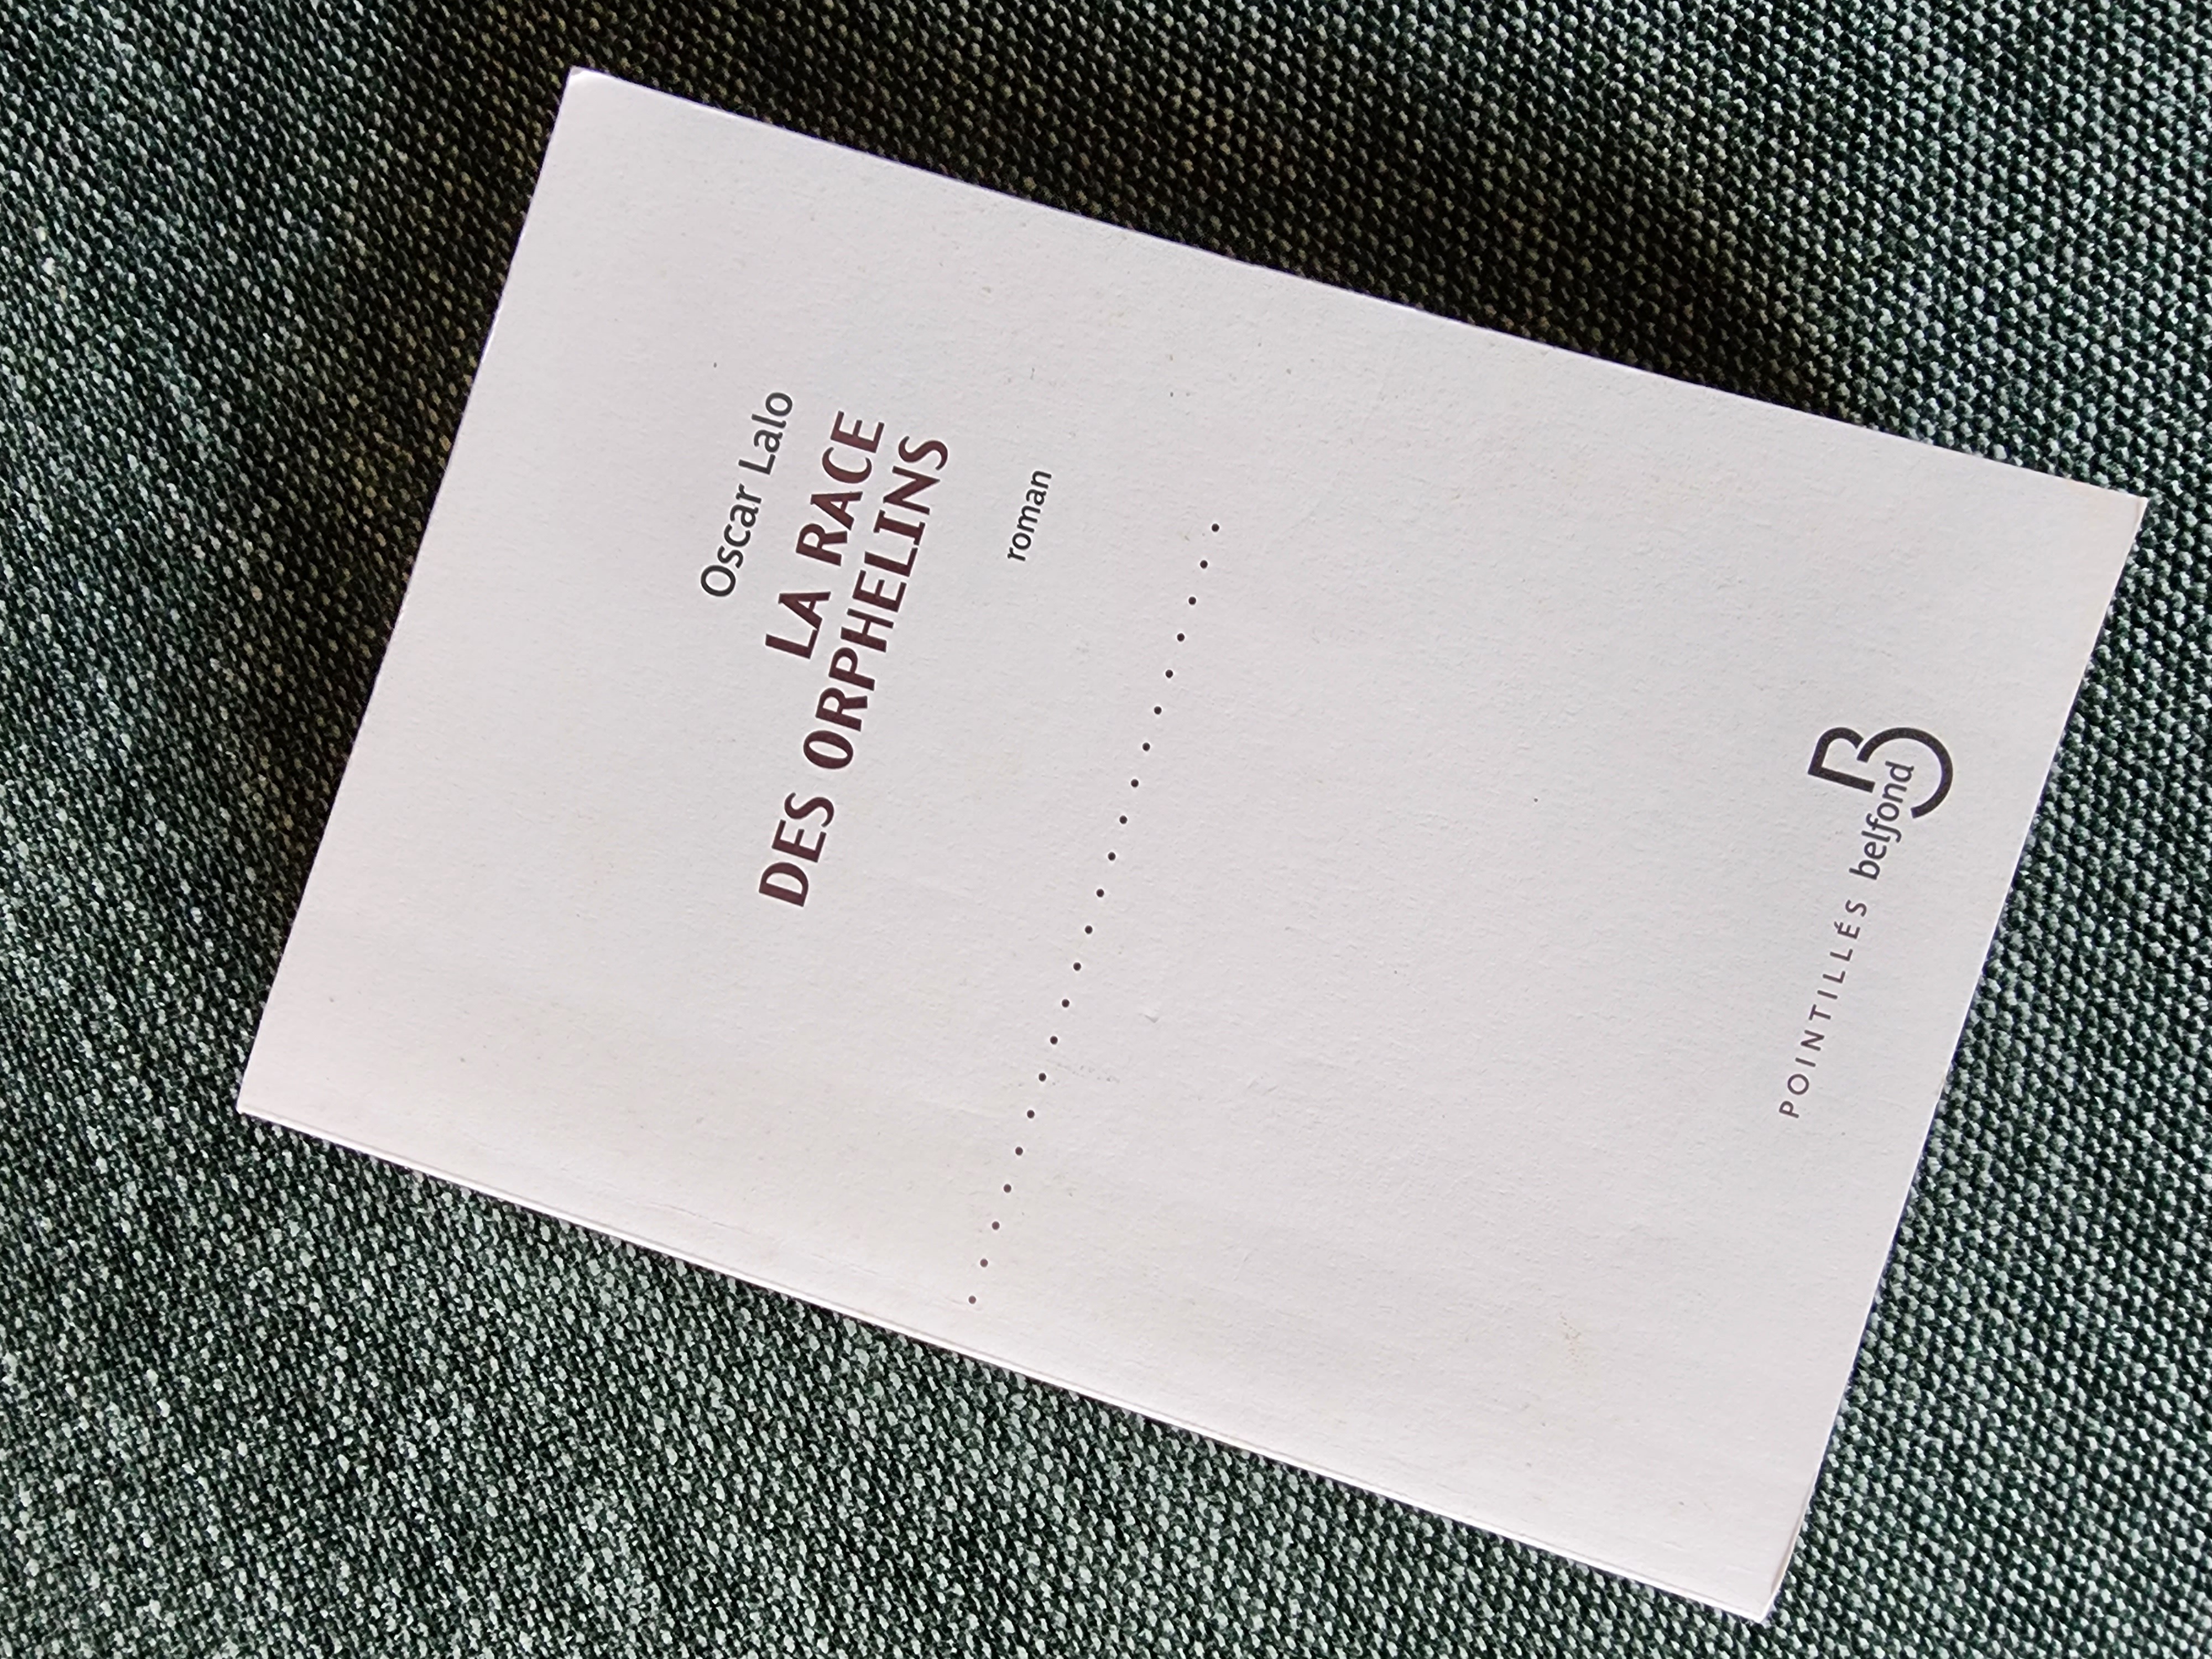 Oscar Lalo
LA RACE
DES ORPHELINS
roman
POINTILLÉS belfond